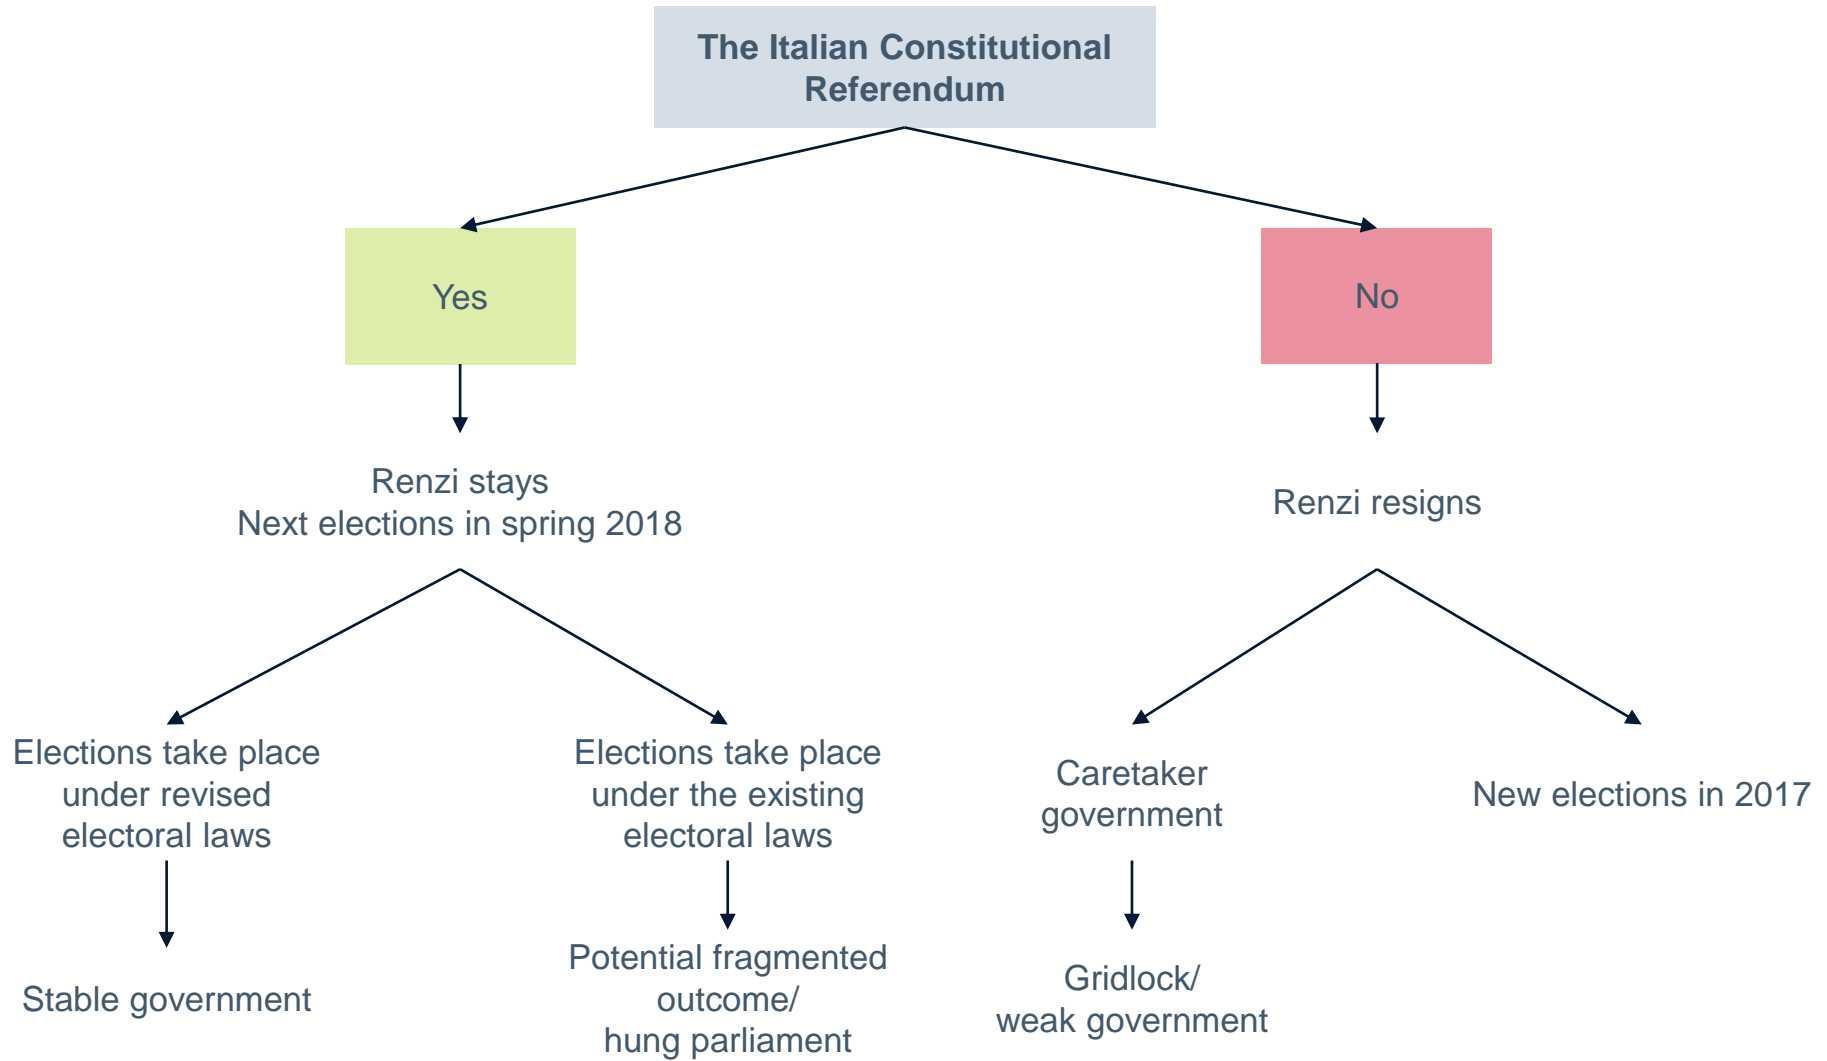 The Italian Constitutional
Referendum
Yes
No
Renzi stays
Next elections in spring 2018
Renzi resigns
Elections take place
under revised
electoral laws
Elections take place
under the existing
electoral laws
Caretaker
government
New elections in 2017
Stable government
Potential fragmented
outcome/
hung parliament
Gridlock/
weak government